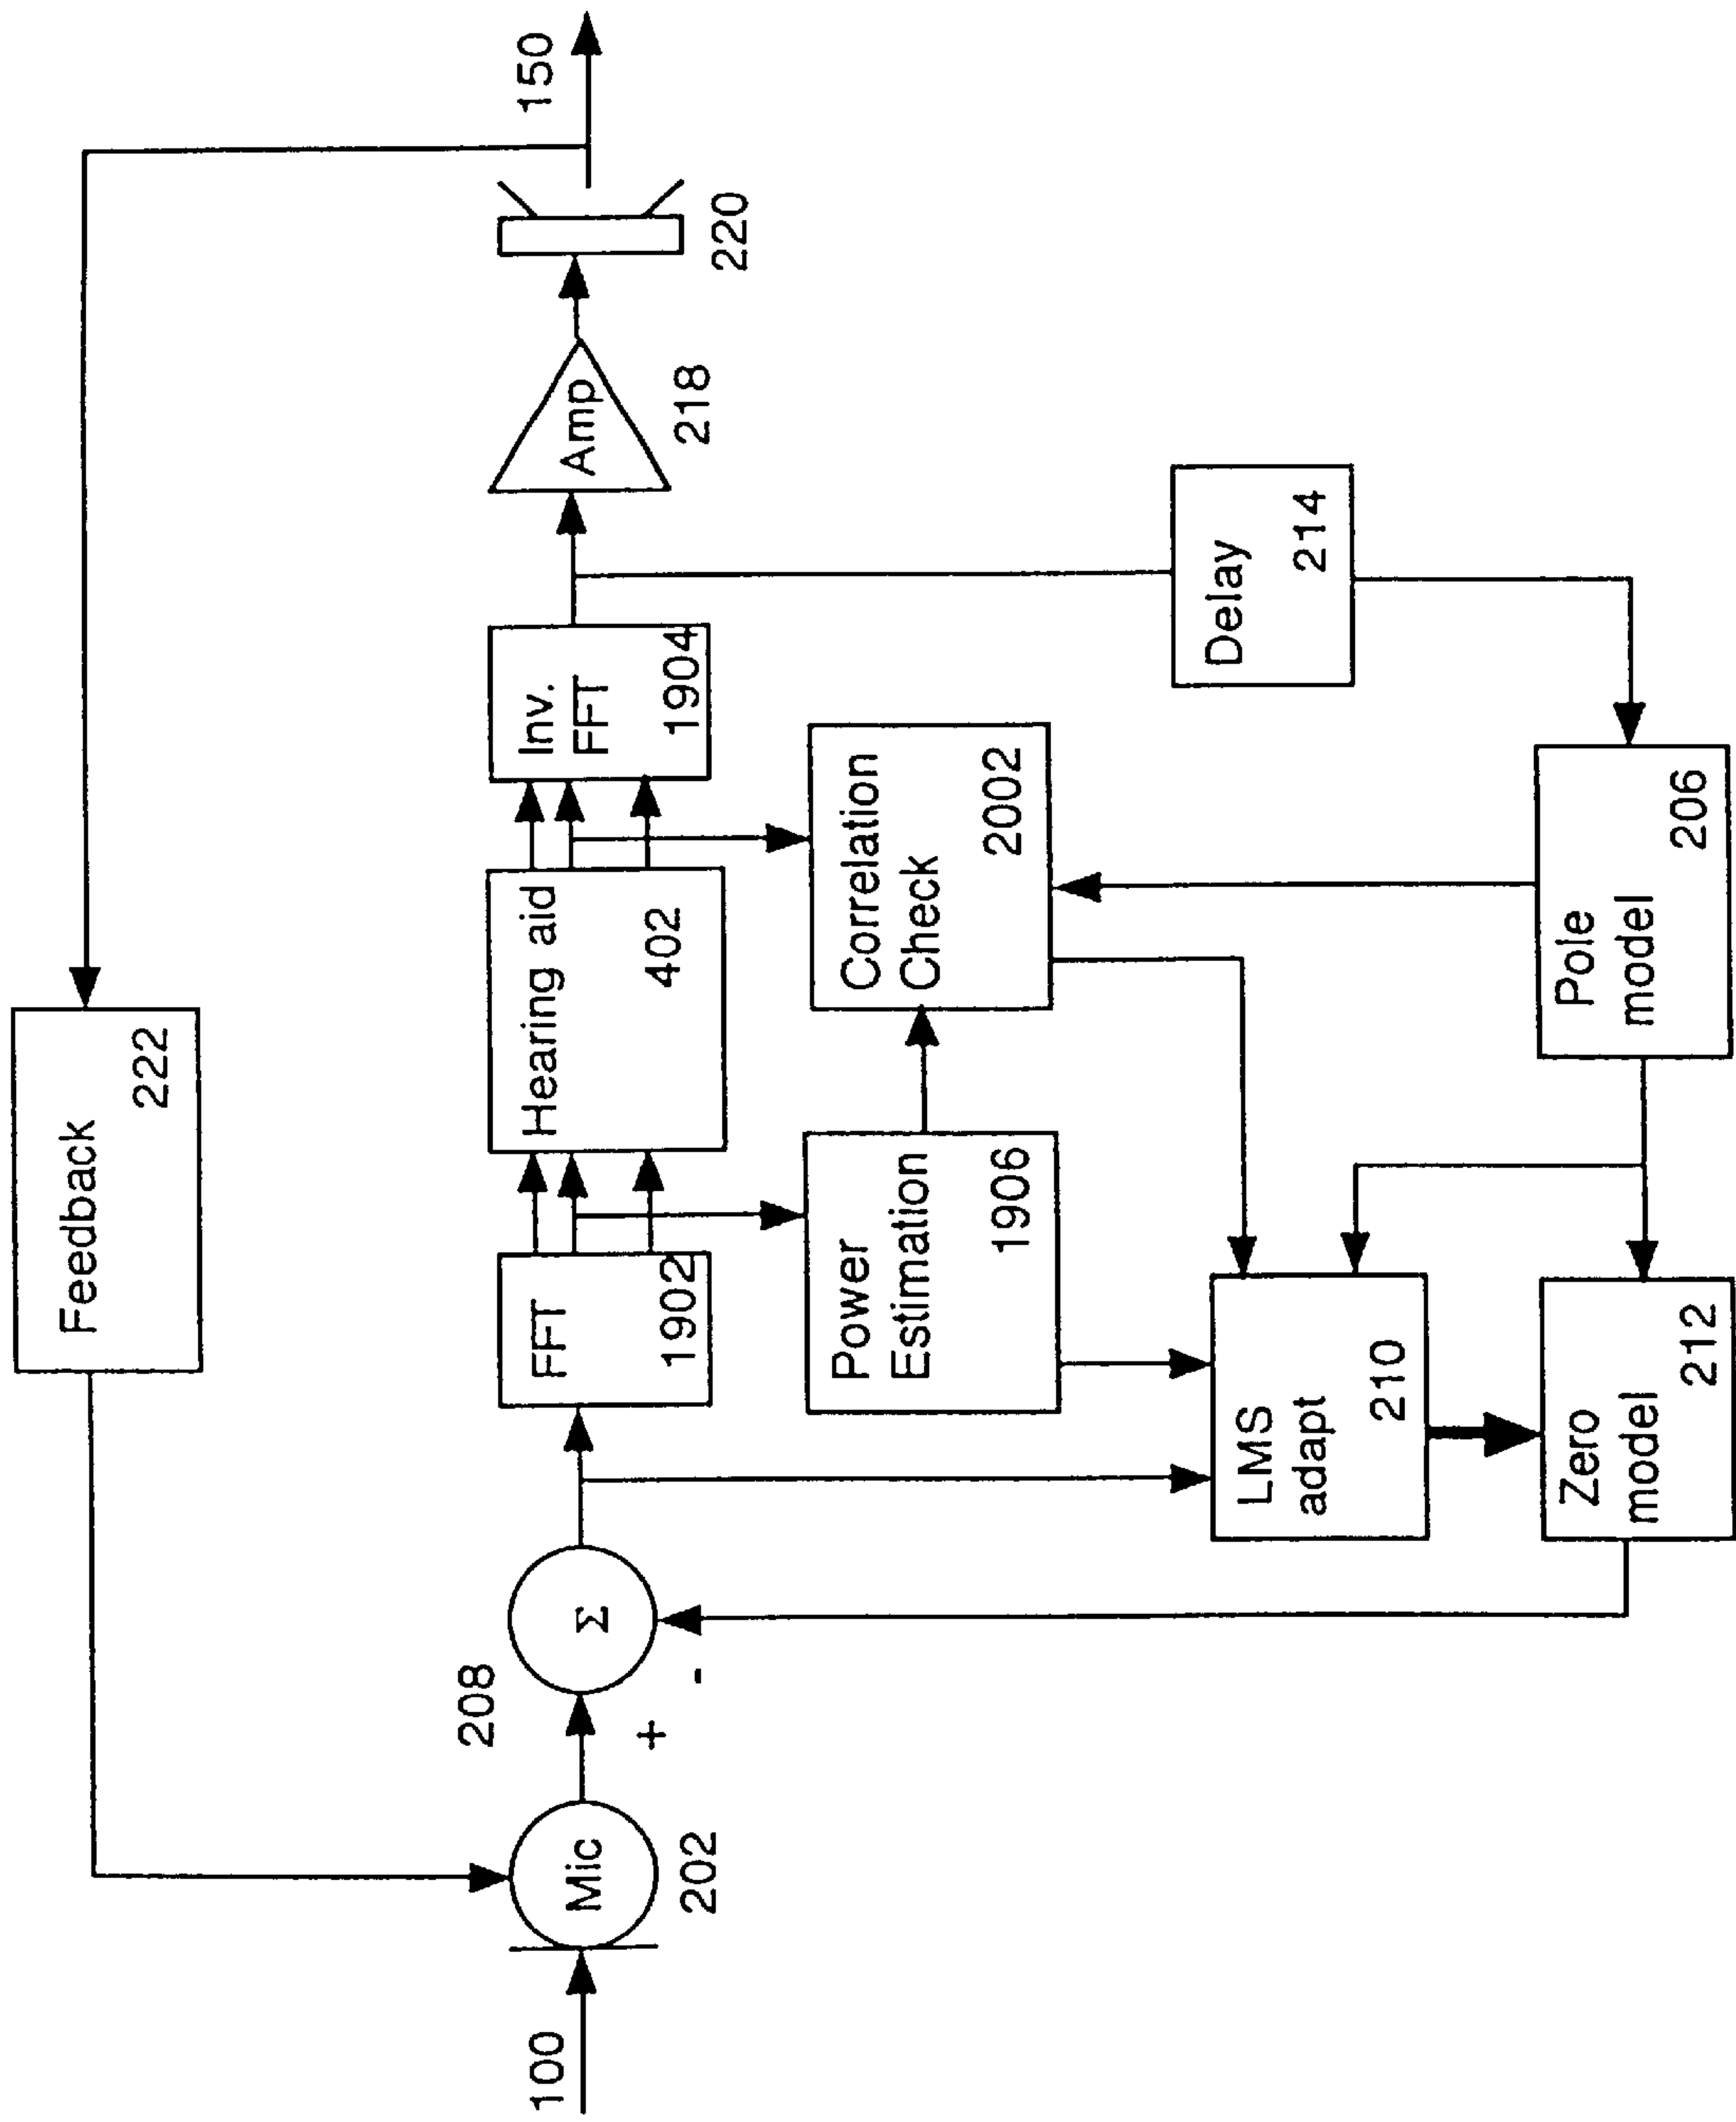 Feedback
222
100
Mic
202
208
Σ
+
-
FFT
1902
Hearing aid
402
Inv.
FFT
1904
Amp
218
220
150
Power
Estimation
1906
Correlation
Check
2002
LMS
adapt
210
Delay
214
Zero
model
212
Pole
model
206